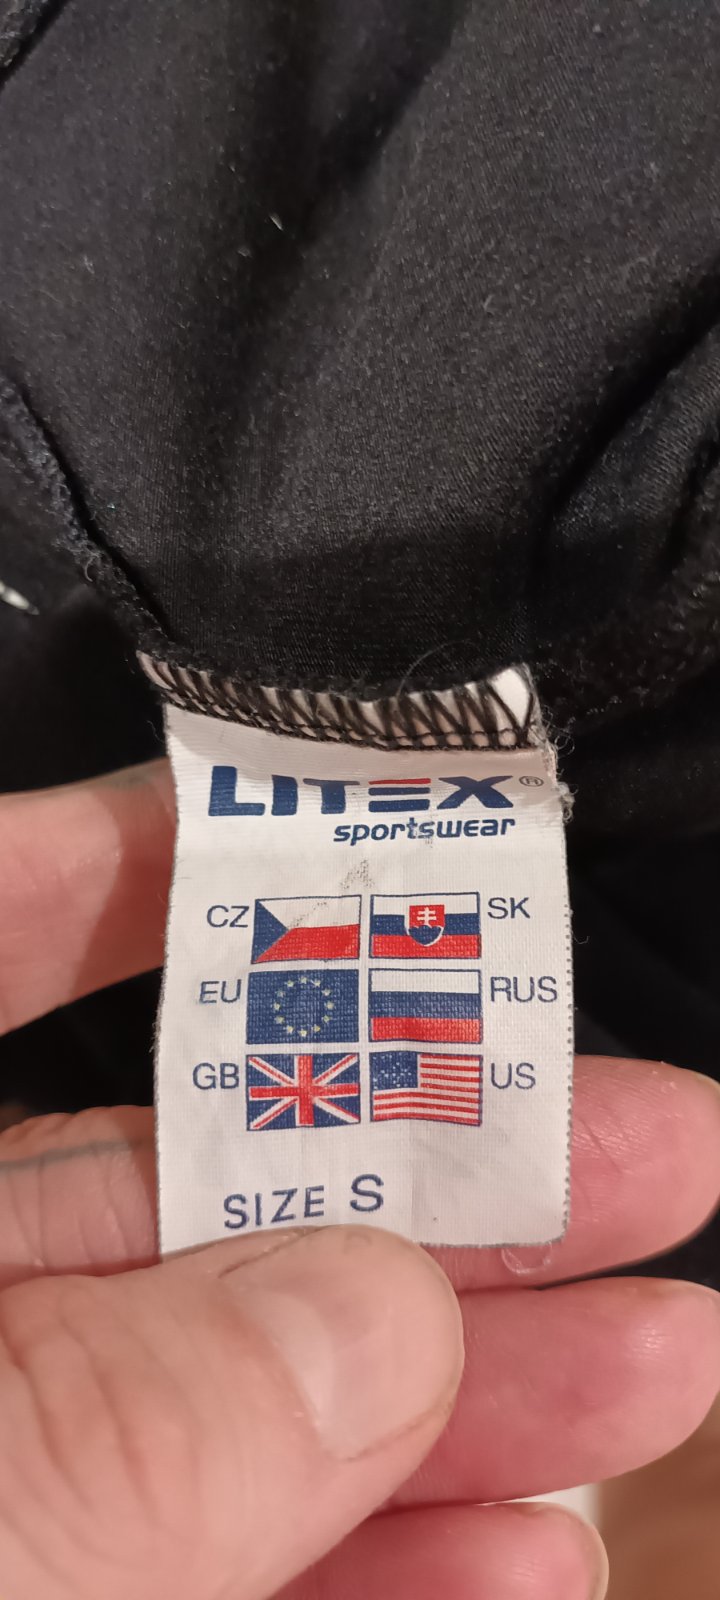 LITEX®
sportswear
CZ SK
EU RUS
GB US
SIZE S